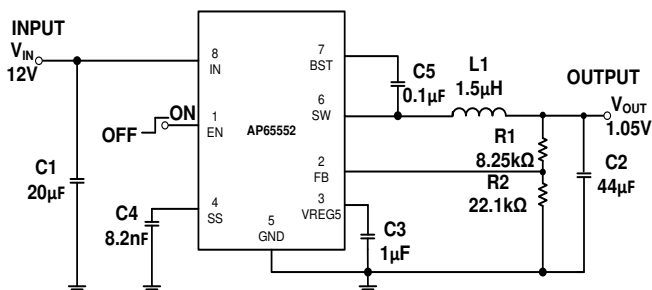 INPUT
VIN
12V
C1
20μF
OFF
ON
C4
8.2nF
8
IN
1
EN
4
SS
AP65552
5
GND
7
BST
6
SW
2
FB
3
VREG5
C5
0.1μF
L1
1.5μH
C3
1μF
R1
8.25kΩ
R2
22.1kΩ
OUTPUT
VOUT
1.05V
C2
44μF